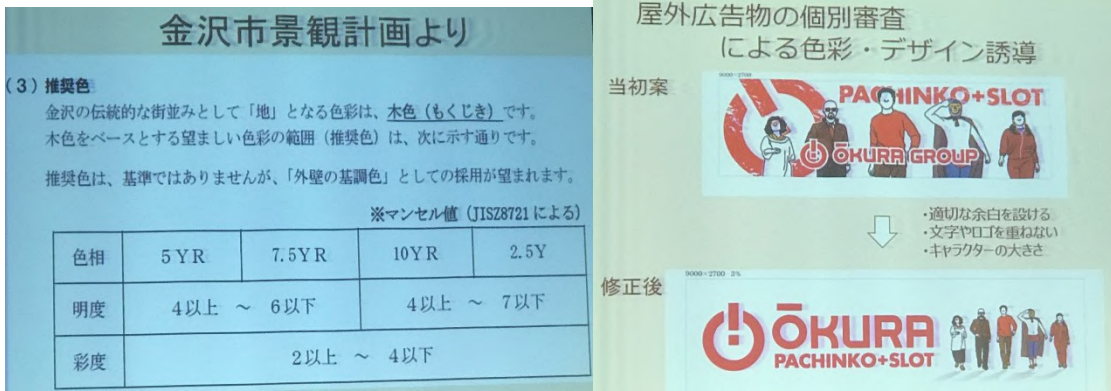 金沢市景観計画より
(3)推奨色
金沢の伝統的な街並みとして「地」となる色彩は、木色(もくじき)です。
木色をベースとする望ましい色彩の範囲(推奨色)は、次に示す通りです。
推奨色は、基準ではありませんが、「外壁の基調色」としての採用が望まれます。
※マンセル値(JISZ8721による)
色相 5YR 7.5YR 10YR 2.5Y
明度 4以上 ～ 6以下 4以上 ～ 7以下
彩度 2以上 ～ 4以下
屋外広告物の個別審査
による色彩・デザイン誘導
当初案
9000×2700
PACHINKO+SLOT
ŌKURA GROUP
・適切な余白を設ける
・文字やロゴを重ねない
・キャラクターの大きさ
修正後
9000×2700 3%
ŌKURA
PACHINKO+SLOT